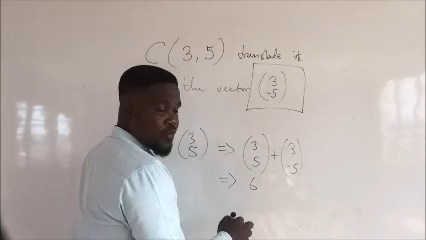 C (3, 5) translate it
the vector (3 -5)
(3 5) => (3 5) + (3 -5)
=> 6